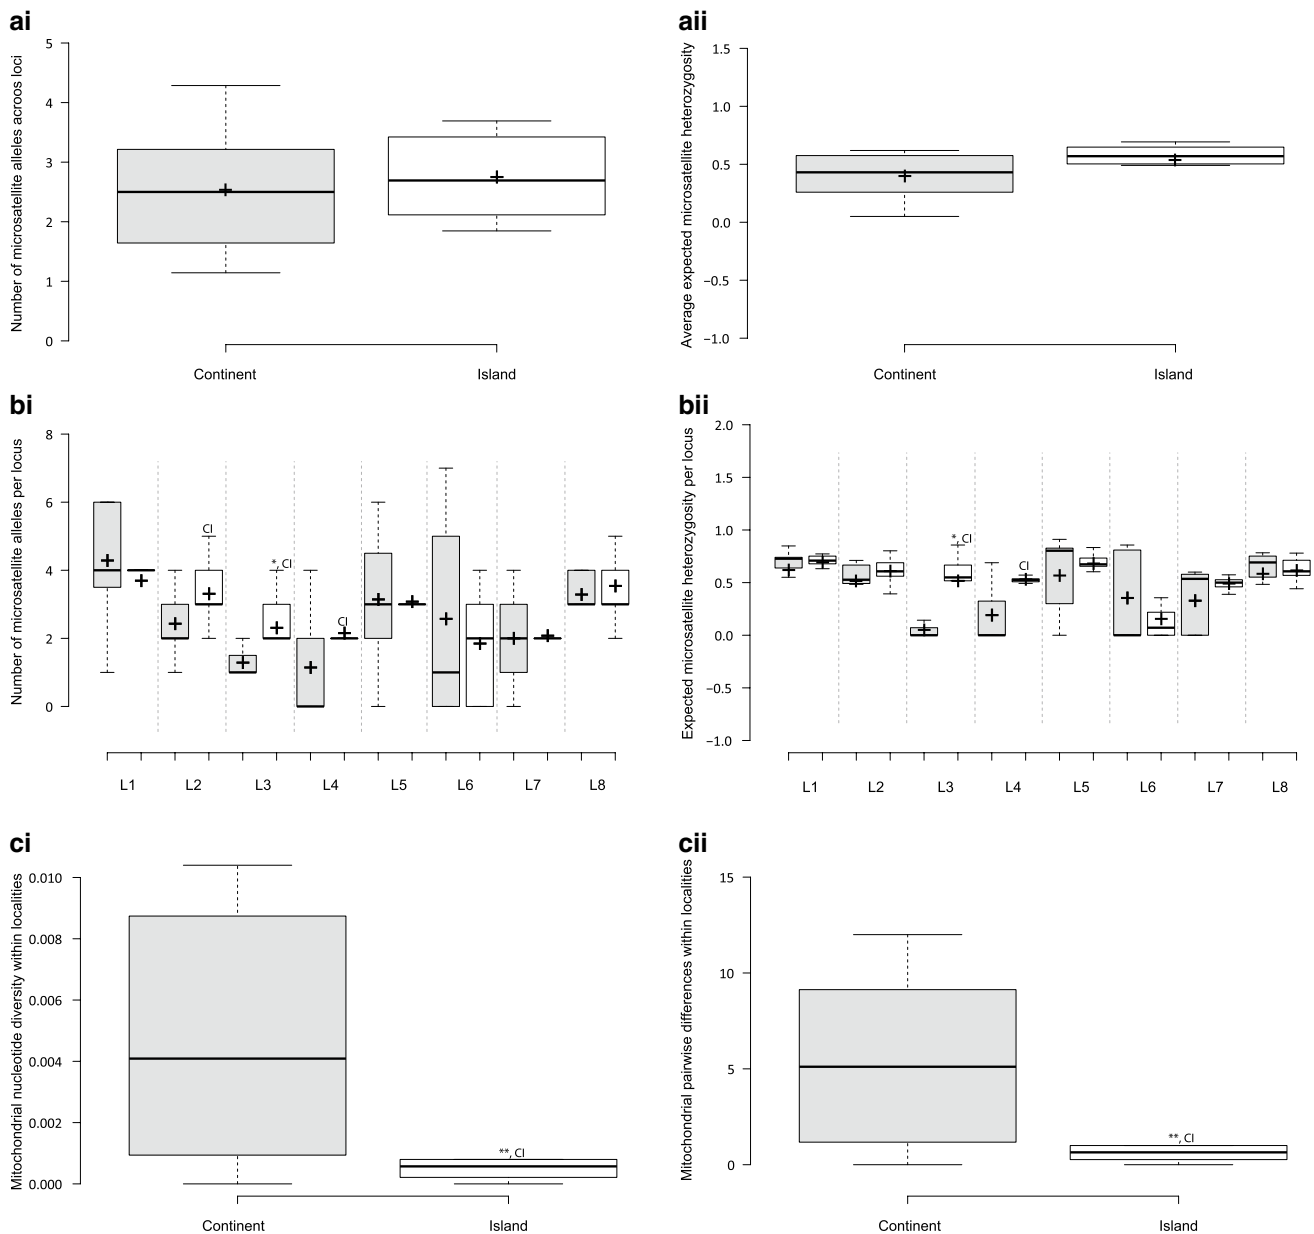 ai
Number of microsatellite alleles acroos loci
5
4
3
2
1
0
Continent
Island
aii
Average expected microsatellite heterozygosity
1.5
1.0
0.5
0.0
−0.5
−1.0
Continent
Island
bi
Number of microsatellite alleles per locus
8
6
4
2
0
CI
*, CI
CI
L1
L2
L3
L4
L5
L6
L7
L8
bii
Expected microsatellite heterozygosity per locus
2.0
1.5
1.0
0.5
0.0
−0.5
−1.0
*, CI
CI
L1
L2
L3
L4
L5
L6
L7
L8
ci
Mitochondrial nucleotide diversity within localities
0.010
0.008
0.006
0.004
0.002
0.000
**, CI
Continent
Island
cii
Mitochondrial pairwise differences within localities
15
10
5
0
**, CI
Continent
Island